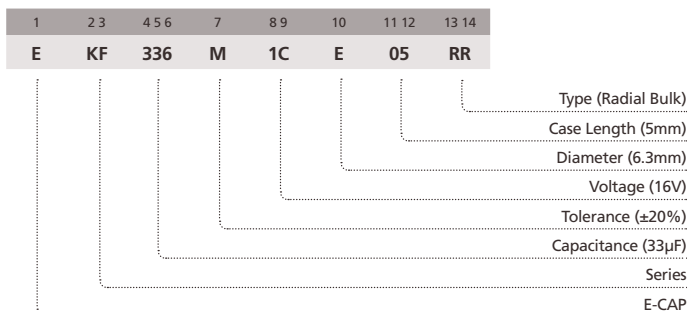 1 2 3 4 5 6 7 8 9 10 11 12 13 14
E KF 336 M 1C E 05 RR
Type (Radial Bulk)
Case Length (5mm)
Diameter (6.3mm)
Voltage (16V)
Tolerance (±20%)
Capacitance (33µF)
Series
E-CAP